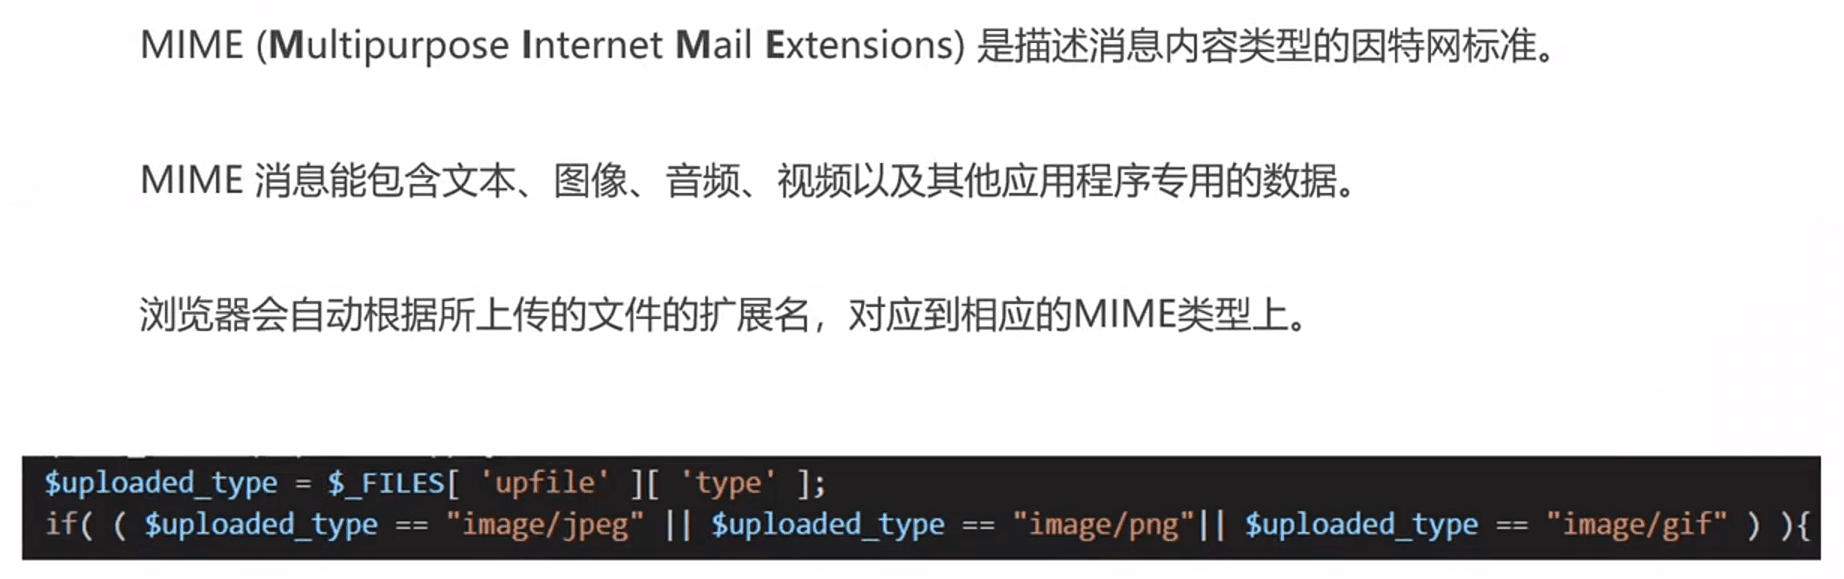 MIME (Multipurpose Internet Mail Extensions) 是描述消息内容类型的因特网标准。
MIME 消息能包含文本、图像、音频、视频以及其他应用程序专用的数据。
浏览器会自动根据所上传的文件的扩展名，对应到相应的MIME类型上。
$uploaded_type = $_FILES[ 'upfile' ][ 'type' ];
if( ( $uploaded_type == "image/jpeg" || $uploaded_type == "image/png"|| $uploaded_type == "image/gif" ) ){